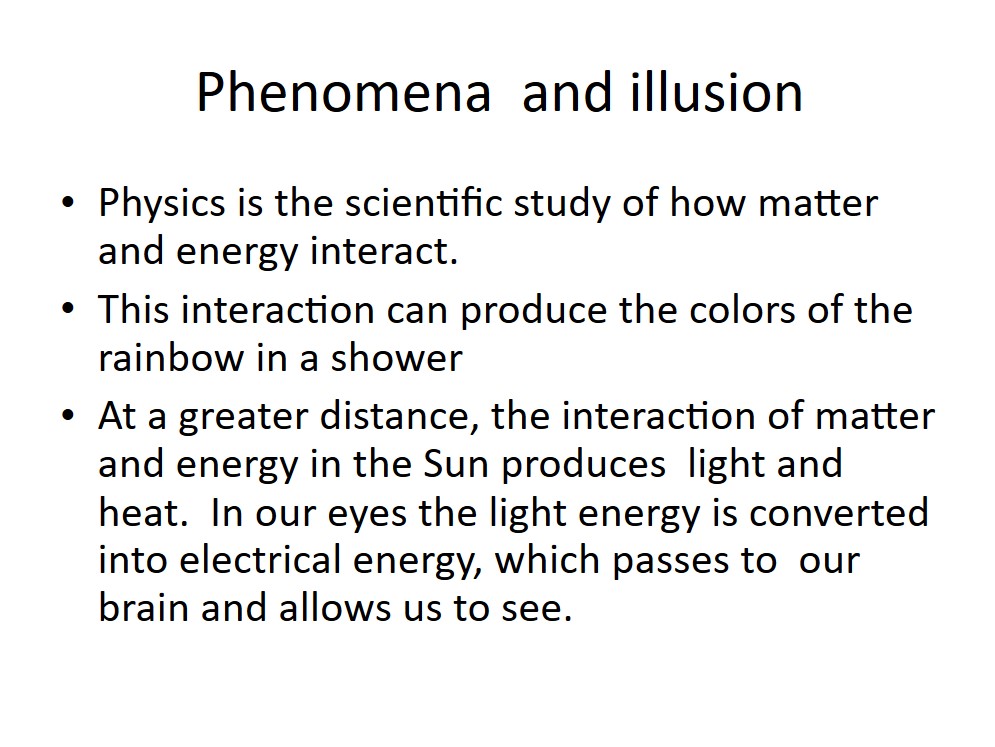 Phenomena  and illusion
• Physics is the scientific study of how matter
and energy interact.
• This interaction can produce the colors of the
rainbow in a shower
• At a greater distance, the interaction of matter
and energy in the Sun produces  light and
heat.  In our eyes the light energy is converted
into electrical energy, which passes to  our
brain and allows us to see.